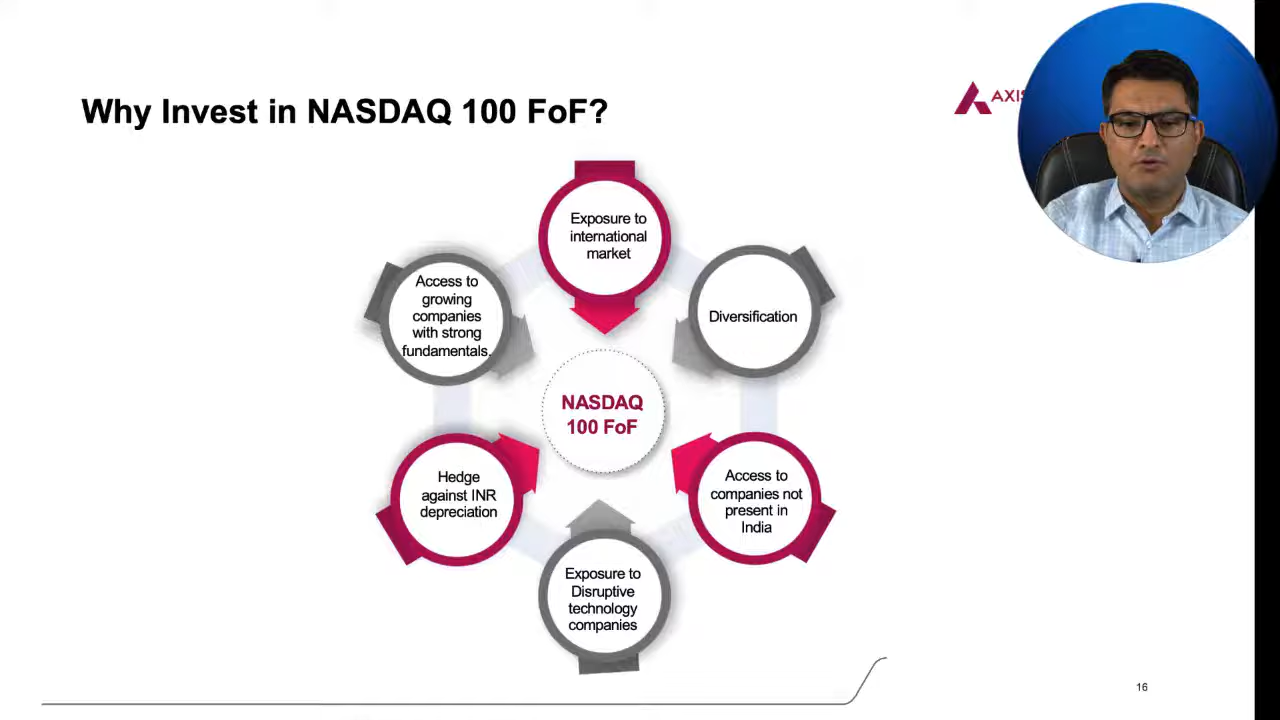 Why Invest in NASDAQ 100 FoF?
AXIS
Exposure to
international
market
Diversification
Access to
companies not
present in
India
Exposure to
Disruptive
technology
companies
Hedge
against INR
depreciation
Access to
growing
companies
with strong
fundamentals.
NASDAQ
100 FoF
16